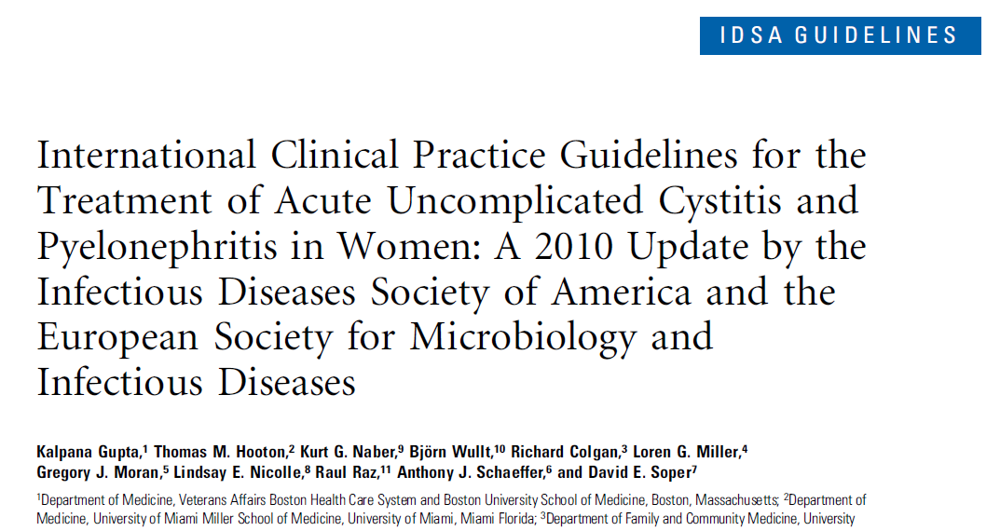 IDSA GUIDELINES
International Clinical Practice Guidelines for the
Treatment of Acute Uncomplicated Cystitis and
Pyelonephritis in Women: A 2010 Update by the
Infectious Diseases Society of America and the
European Society for Microbiology and
Infectious Diseases
Kalpana Gupta,¹ Thomas M. Hooton,² Kurt G. Naber,⁹ Björn Wullt,¹⁰ Richard Colgan,³ Loren G. Miller,⁴
Gregory J. Moran,⁵ Lindsay E. Nicolle,⁸ Raul Raz,¹¹ Anthony J. Schaeffer,⁶ and David E. Soper⁷
¹Department of Medicine, Veterans Affairs Boston Health Care System and Boston University School of Medicine, Boston, Massachusetts; ²Department of
Medicine, University of Miami Miller School of Medicine, University of Miami, Miami Florida; ³Department of Family and Community Medicine, University